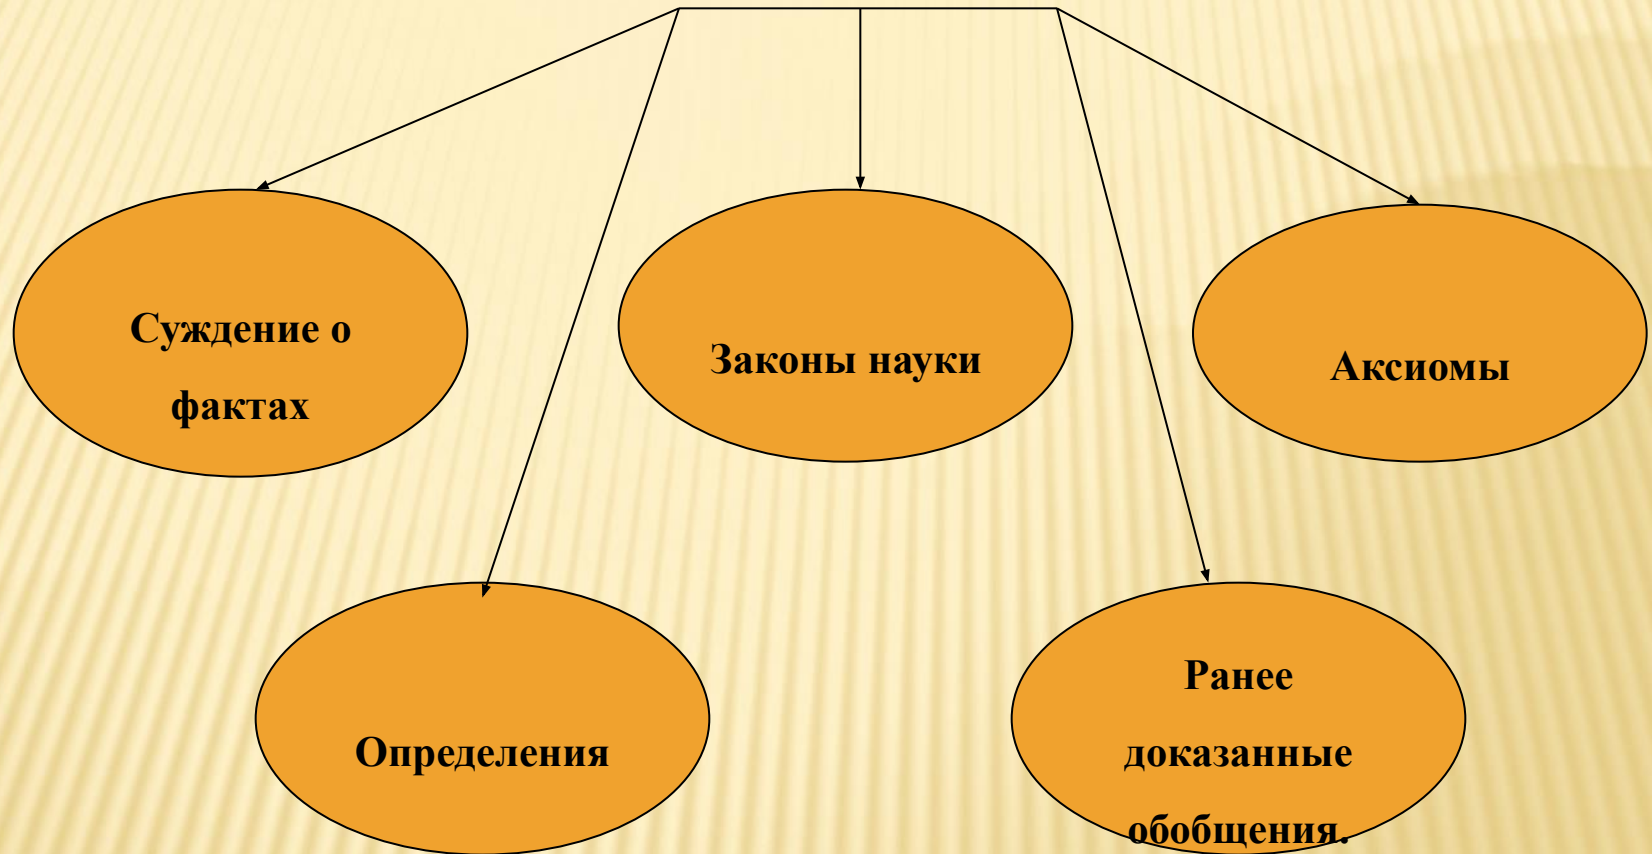 Суждение о
фактах
Законы науки
Аксиомы
Определения
Ранее
доказанные
обобщения.